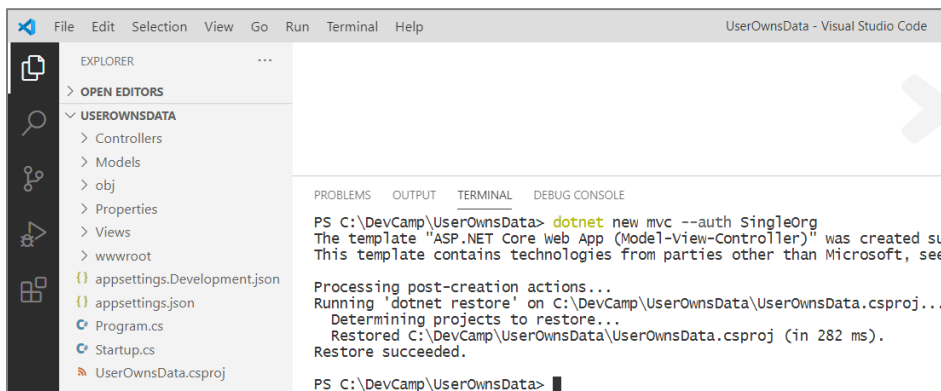 File Edit Selection View Go Run Terminal Help UserOwnsData - Visual Studio Code
EXPLORER ...
> OPEN EDITORS
USEROWNSDATA
> Controllers
> Models
> obj
> Properties
> Views
> wwwroot
{} appsettings.Development.json
{} appsettings.json
C# Program.cs
C# Startup.cs
UserOwnsData.csproj
PROBLEMS OUTPUT TERMINAL DEBUG CONSOLE
PS C:\DevCamp\UserOwnsData> dotnet new mvc --auth SingleOrg
The template "ASP.NET Core Web App (Model-View-Controller)" was created su
This template contains technologies from parties other than Microsoft, see
Processing post-creation actions...
Running 'dotnet restore' on C:\DevCamp\UserOwnsData\UserOwnsData.csproj...
Determining projects to restore...
Restored C:\DevCamp\UserOwnsData\UserOwnsData.csproj (in 282 ms).
Restore succeeded.
PS C:\DevCamp\UserOwnsData>